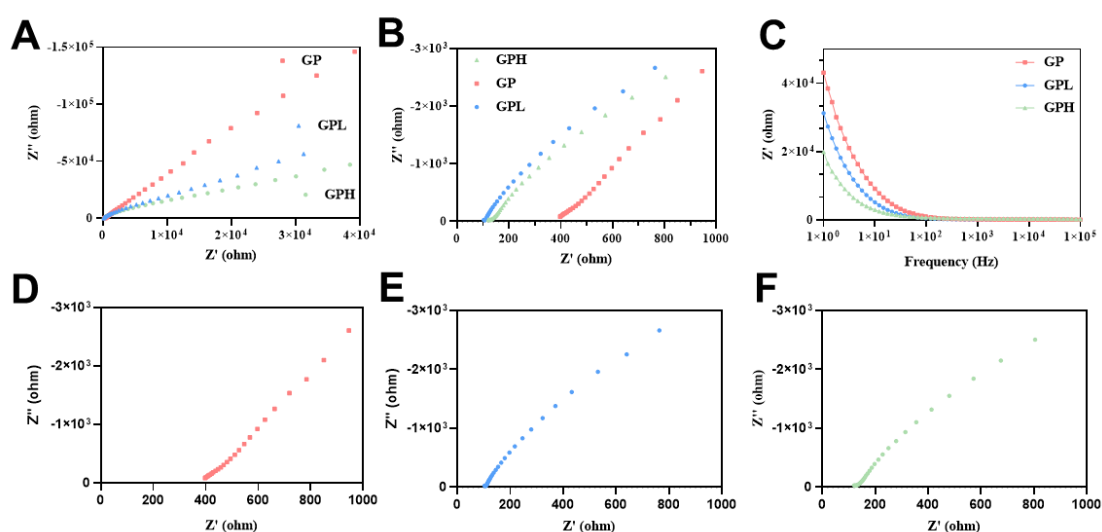 A
-1.5×10⁵
-1×10⁵
-5×10⁴
0
Z'' (ohm)
GP
GPL
GPH
0
1×10⁴
2×10⁴
3×10⁴
4×10⁴
Z' (ohm)
B
-3×10³
-2×10³
-1×10³
0
Z'' (ohm)
GPH
GP
GPL
0
200
400
600
800
1000
Z' (ohm)
C
4×10⁴
2×10⁴
0
Z'' (ohm)
GP
GPL
GPH
1×10⁰
1×10¹
1×10²
1×10³
1×10⁴
1×10⁵
Frequency (Hz)
D
-3×10³
-2×10³
-1×10³
0
Z'' (ohm)
0
200
400
600
800
1000
Z' (ohm)
E
-3×10³
-2×10³
-1×10³
0
Z'' (ohm)
0
200
400
600
800
1000
Z' (ohm)
F
-3×10³
-2×10³
-1×10³
0
Z'' (ohm)
0
200
400
600
800
1000
Z' (ohm)